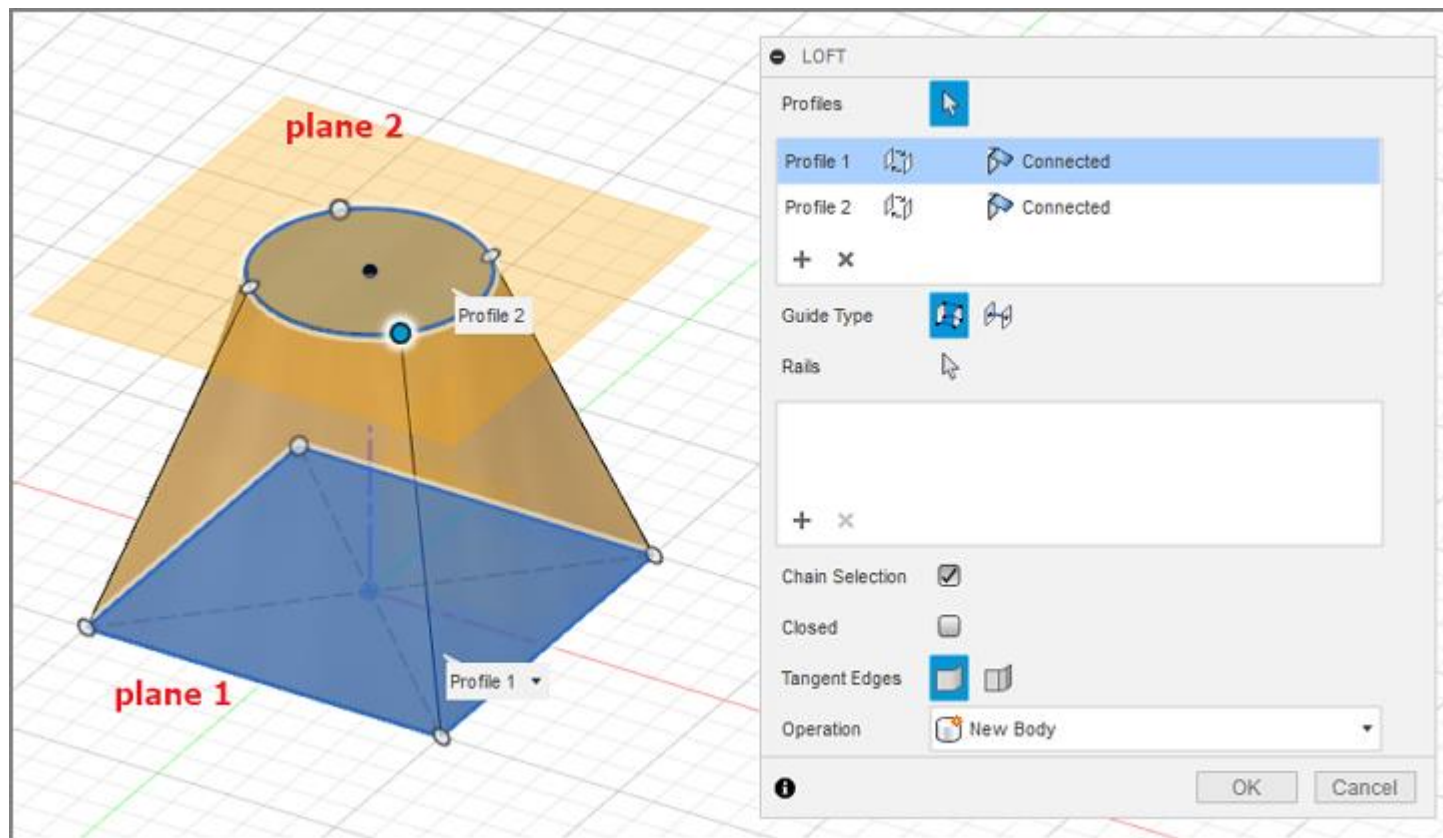 plane 2
Profile 2
plane 1
Profile 1
LOFT
Profiles
Profile 1 Connected
Profile 2 Connected
Guide Type
Rails
Chain Selection
Closed
Tangent Edges
Operation New Body
OK Cancel